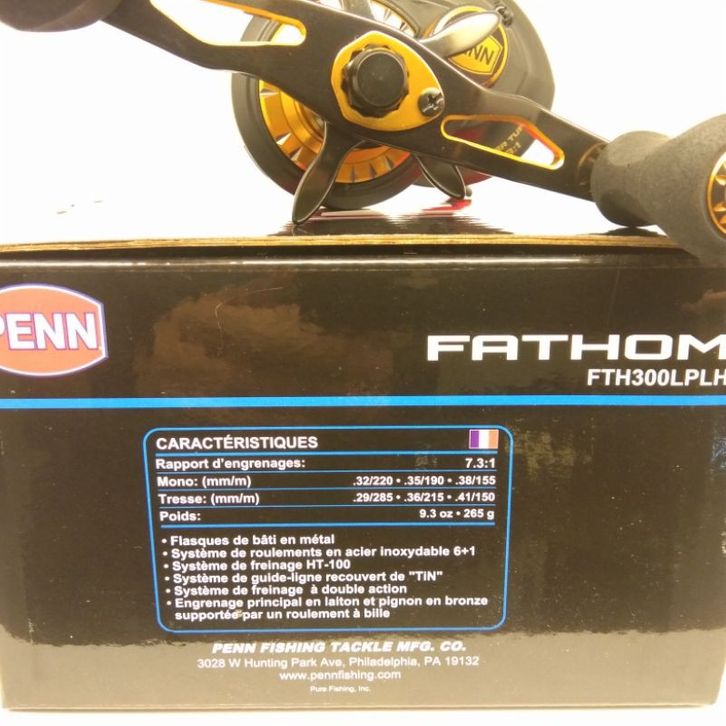 PENN
PENN
FATHOM
FTH300LPLH
CARACTÉRISTIQUES
Rapport d'engrenages: 7.3:1
Mono: (mm/m) .32/220 • .35/190 • .38/155
Tresse: (mm/m) .29/285 • .36/215 • .41/150
Poids: 9.3 oz • 265 g
• Flasques de bâti en métal
• Système de roulements en acier inoxydable 6+1
• Système de freinage HT-100
• Système de guide-ligne recouvert de "TIN"
• Système de freinage à double action
• Engrenage principal en laiton et pignon en bronze
supportée par un roulement à bille
PENN FISHING TACKLE MFG. CO.
3028 W Hunting Park Ave, Philadelphia, PA 19132
www.pennfishing.com
Pure Fishing, Inc.